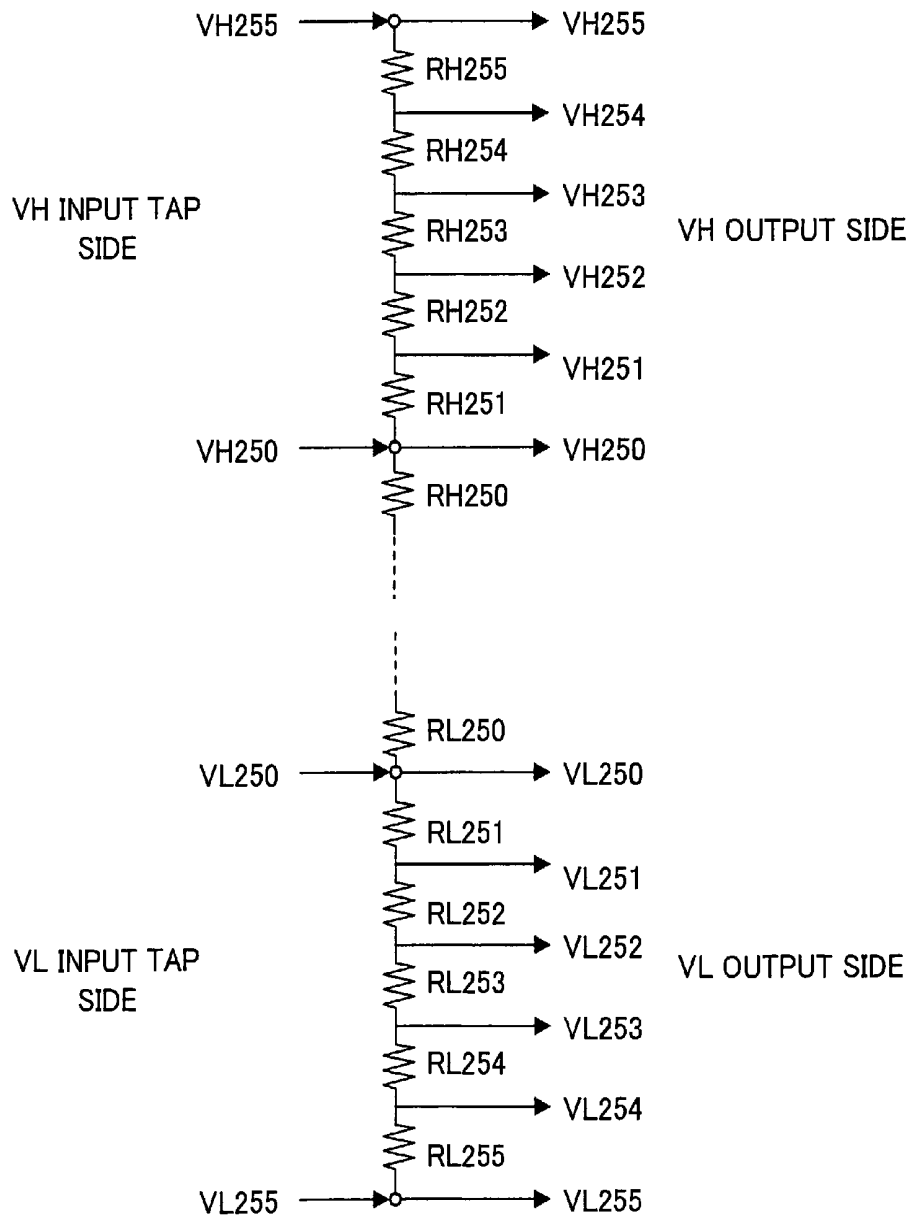 VH255 VH255
RH255
VH254
RH254
VH253
VH INPUT TAP
SIDE
RH253
VH OUTPUT SIDE
VH252
RH252
VH251
RH251
VH250 VH250
RH250
RL250
VL250 VL250
RL251
VL251
RL252
VL252
VL INPUT TAP
SIDE
RL253
VL OUTPUT SIDE
VL253
RL254
VL254
RL255
VL255 VL255